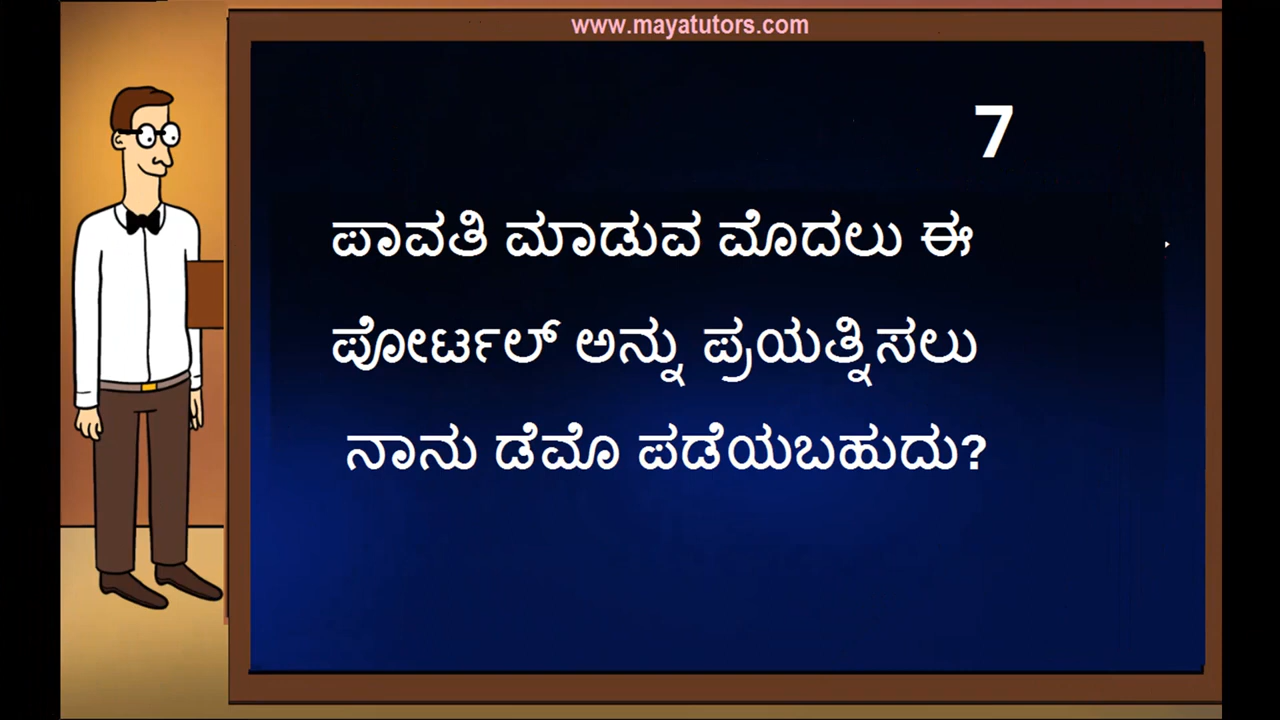 www.mayatutors.com
7
ಪಾವತಿ ಮಾಡುವ ಮೊದಲು ಈ
ಪೋರ್ಟಲ್ ಅನ್ನು ಪ್ರಯತ್ನಿಸಲು
ನಾನು ಡೆಮೊ ಪಡೆಯಬಹುದು?